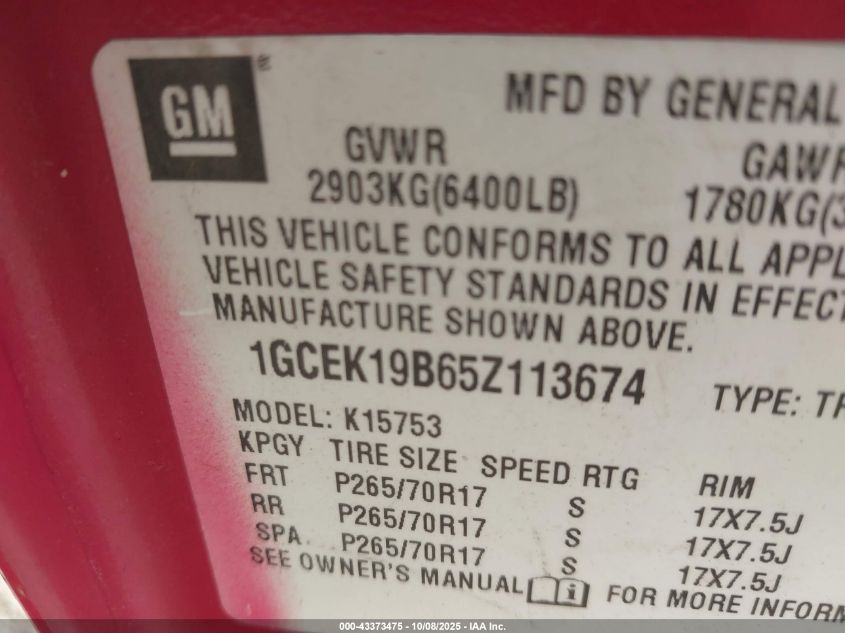 GM ®
MFD BY GENERAL
GVWR GAWR
2903KG(6400LB) 1780KG(3
THIS VEHICLE CONFORMS TO ALL APPL
VEHICLE SAFETY STANDARDS IN EFFECT
MANUFACTURE SHOWN ABOVE.
1GCEK19B65Z113674 TYPE: TR
MODEL: K15753
KPGY TIRE SIZE SPEED RTG RIM
FRT P265/70R17 S 17X7.5J
RR P265/70R17 S 17X7.5J
SPA P265/70R17 S 17X7.5J
SEE OWNER'S MANUAL i FOR MORE INFORM
000-43373475 - 10/08/2025 - IAA Inc.